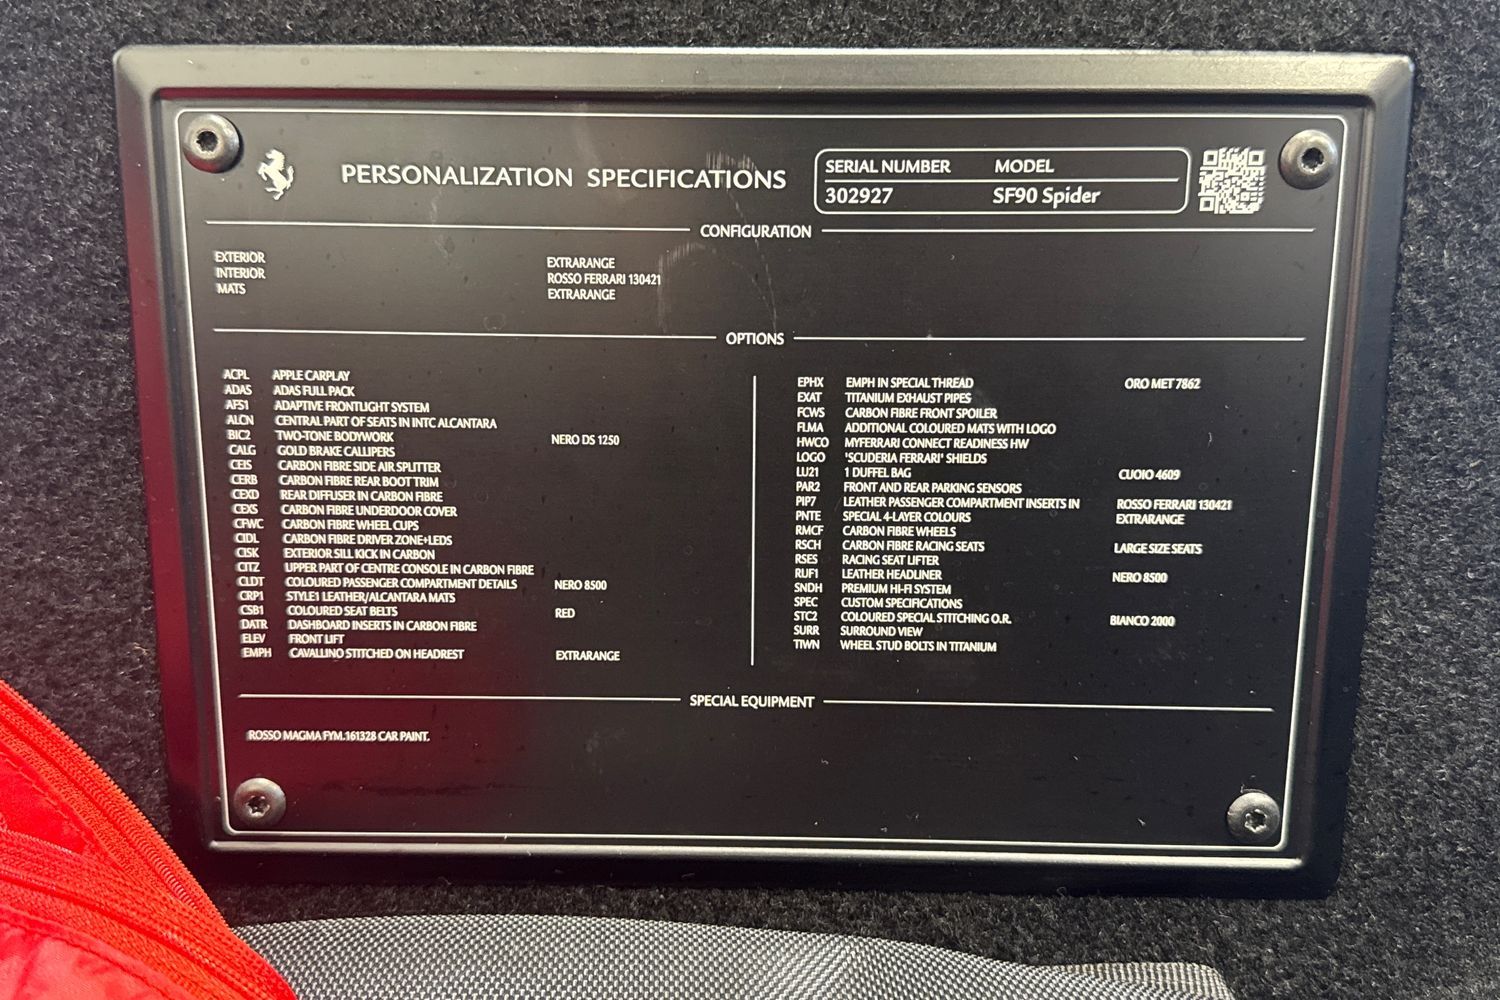 PERSONALIZATION SPECIFICATIONS
SERIAL NUMBER MODEL
302927 SF90 Spider
CONFIGURATION
EXTERIOR EXTRARANGE
INTERIOR ROSSO FERRARI 130421
MATS EXTRARANGE
OPTIONS
ACPL APPLE CARPLAY
ADAS ADAS FULL PACK
AFS1 ADAPTIVE FRONTLIGHT SYSTEM
ALCN CENTRAL PART OF SEATS IN INTC ALCANTARA
BIC2 TWO-TONE BODYWORK NERO DS 1250
CALG GOLD BRAKE CALLIPERS
CEIS CARBON FIBRE SIDE AIR SPLITTER
CERB CARBON FIBRE REAR BOOT TRIM
CEXD REAR DIFFUSER IN CARBON FIBRE
CEXS CARBON FIBRE UNDERDOOR COVER
CFWC CARBON FIBRE WHEEL CUPS
CIDL CARBON FIBRE DRIVER ZONE+LEDS
CISK EXTERIOR SILL KICK IN CARBON
CITZ UPPER PART OF CENTRE CONSOLE IN CARBON FIBRE
CLDT COLOURED PASSENGER COMPARTMENT DETAILS NERO 8500
CRP1 STYLE1 LEATHER/ALCANTARA MATS
CSB1 COLOURED SEAT BELTS RED
DATR DASHBOARD INSERTS IN CARBON FIBRE
ELEV FRONT LIFT
EMPH CAVALLINO STITCHED ON HEADREST EXTRARANGE
EPHX EMPH IN SPECIAL THREAD ORO MET 7862
EXAT TITANIUM EXHAUST PIPES
FCWS CARBON FIBRE FRONT SPOILER
FLMA ADDITIONAL COLOURED MATS WITH LOGO
HWCO MYFERRARI CONNECT READINESS HW
LOGO 'SCUDERIA FERRARI' SHIELDS
LU21 1 DUFFEL BAG CUOIO 4609
PAR2 FRONT AND REAR PARKING SENSORS
PIP7 LEATHER PASSENGER COMPARTMENT INSERTS IN ROSSO FERRARI 130421
PNTE SPECIAL 4-LAYER COLOURS EXTRARANGE
RMCF CARBON FIBRE WHEELS
RSCH CARBON FIBRE RACING SEATS LARGE SIZE SEATS
RSES RACING SEAT LIFTER
RUF1 LEATHER HEADLINER NERO 8500
SNDH PREMIUM HI-FI SYSTEM
SPEC CUSTOM SPECIFICATIONS
STC2 COLOURED SPECIAL STITCHING O.R. BIANCO 2000
SURR SURROUND VIEW
TIWN WHEEL STUD BOLTS IN TITANIUM
SPECIAL EQUIPMENT
ROSSO MAGMA FYM.161328 CAR PAINT.